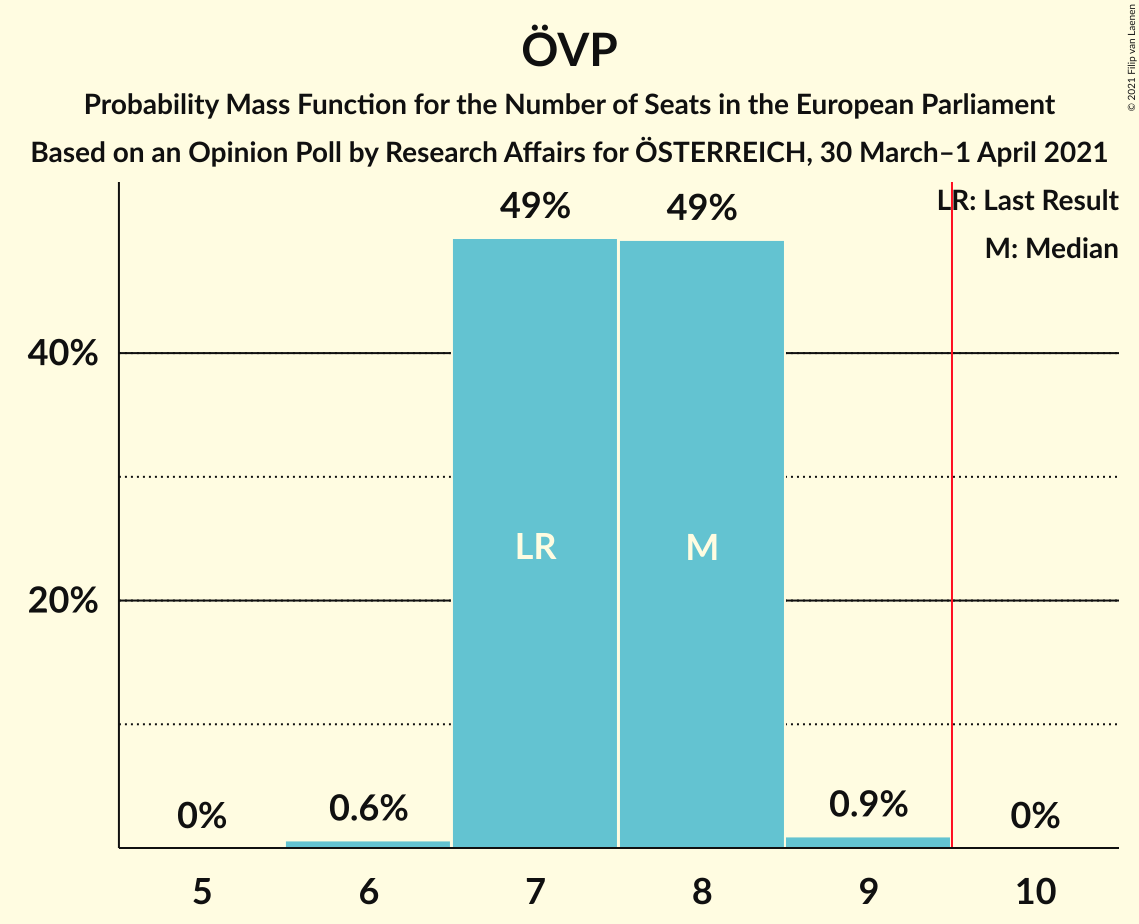 ÖVP
Probability Mass Function for the Number of Seats in the European Parliament
Based on an Opinion Poll by Research Affairs for ÖSTERREICH, 30 March–1 April 2021
© 2021 Filip van Laenen
LR: Last Result
M: Median
49%
49%
40%
LR
M
20%
0%
0.6%
0.9%
0%
5
6
7
8
9
10